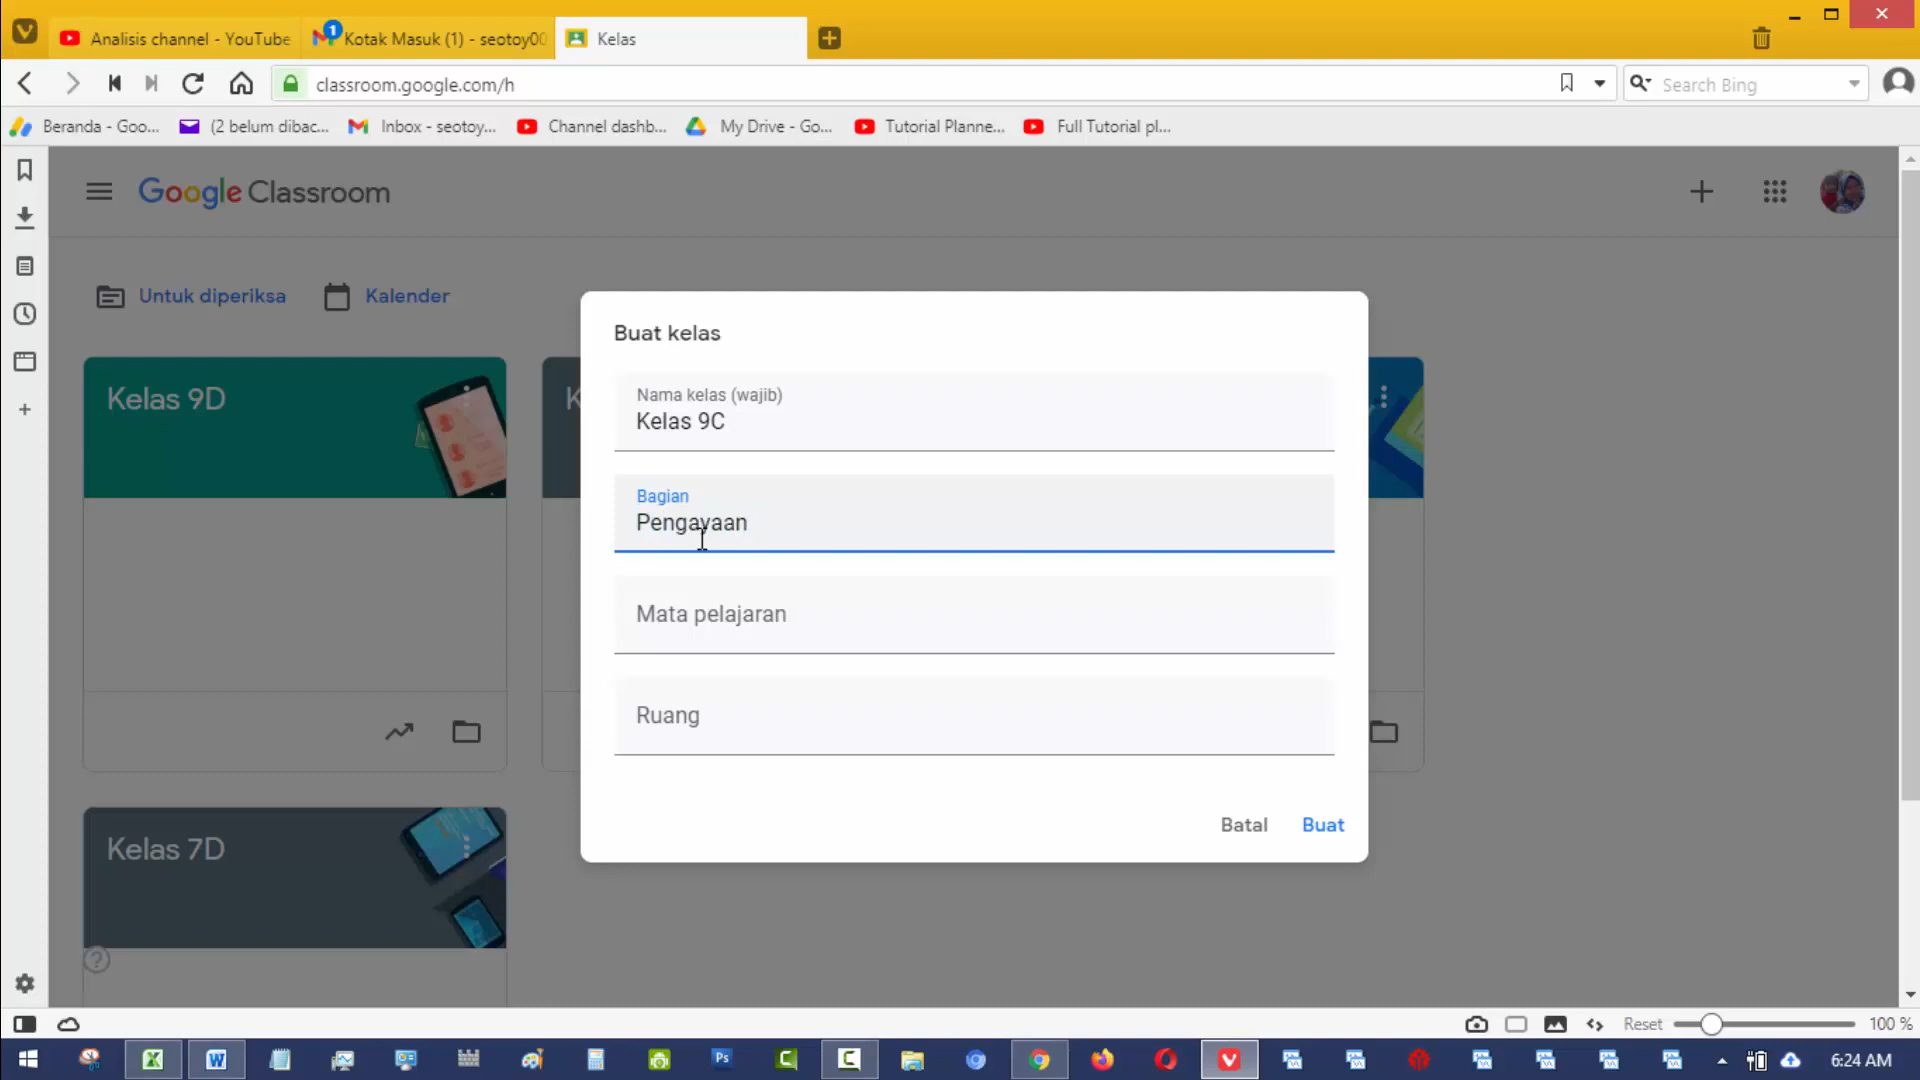 Analisis channel - YouTube
1
Kotak Masuk (1) - seotoy00
Kelas
classroom.google.com/h
Search Bing
Beranda - Goo...
(2 belum dibac...
Inbox - seotoy...
Channel dashb...
My Drive - Go...
Tutorial Planne...
Full Tutorial pl...
Google Classroom
Untuk diperiksa
Kalender
Kelas 9D
K
Kelas 7D
Buat kelas
Nama kelas (wajib)
Kelas 9C
Bagian
Pengayaan
Mata pelajaran
Ruang
Batal
Buat
Reset
100 %
Ps
6:24 AM